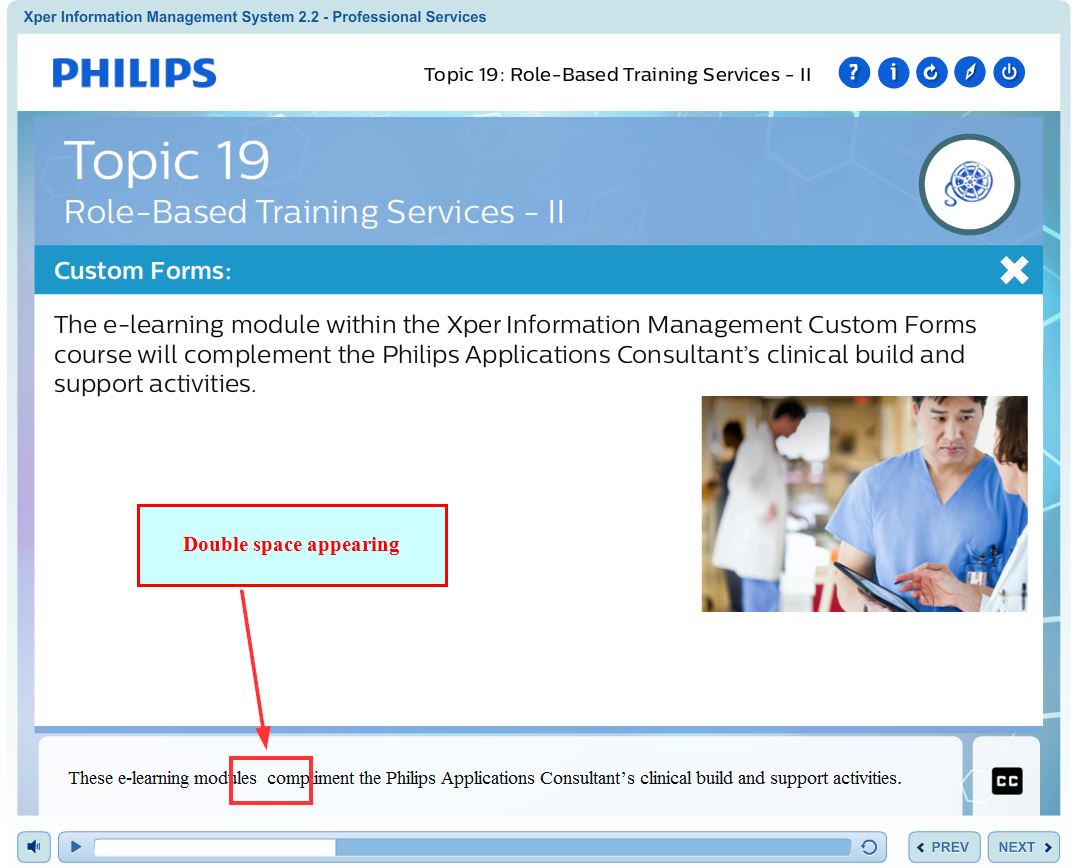 Xper Information Management System 2.2 - Professional Services
PHILIPS
Topic 19: Role-Based Training Services - II
?
i
Topic 19
Role-Based Training Services - II
Custom Forms:
The e-learning module within the Xper Information Management Custom Forms
course will complement the Philips Applications Consultant’s clinical build and
support activities.
Double space appearing
These e-learning modules  compliment the Philips Applications Consultant’s clinical build and support activities.
CC
PREV
NEXT